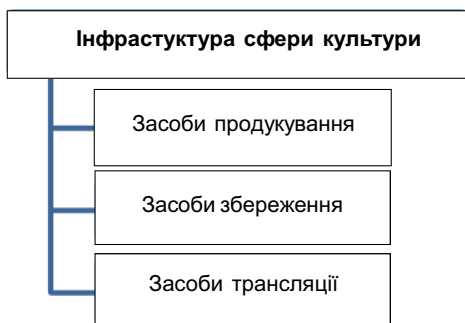 Інфрастуктура сфери культури
Засоби продукування
Засоби збереження
Засоби трансляції